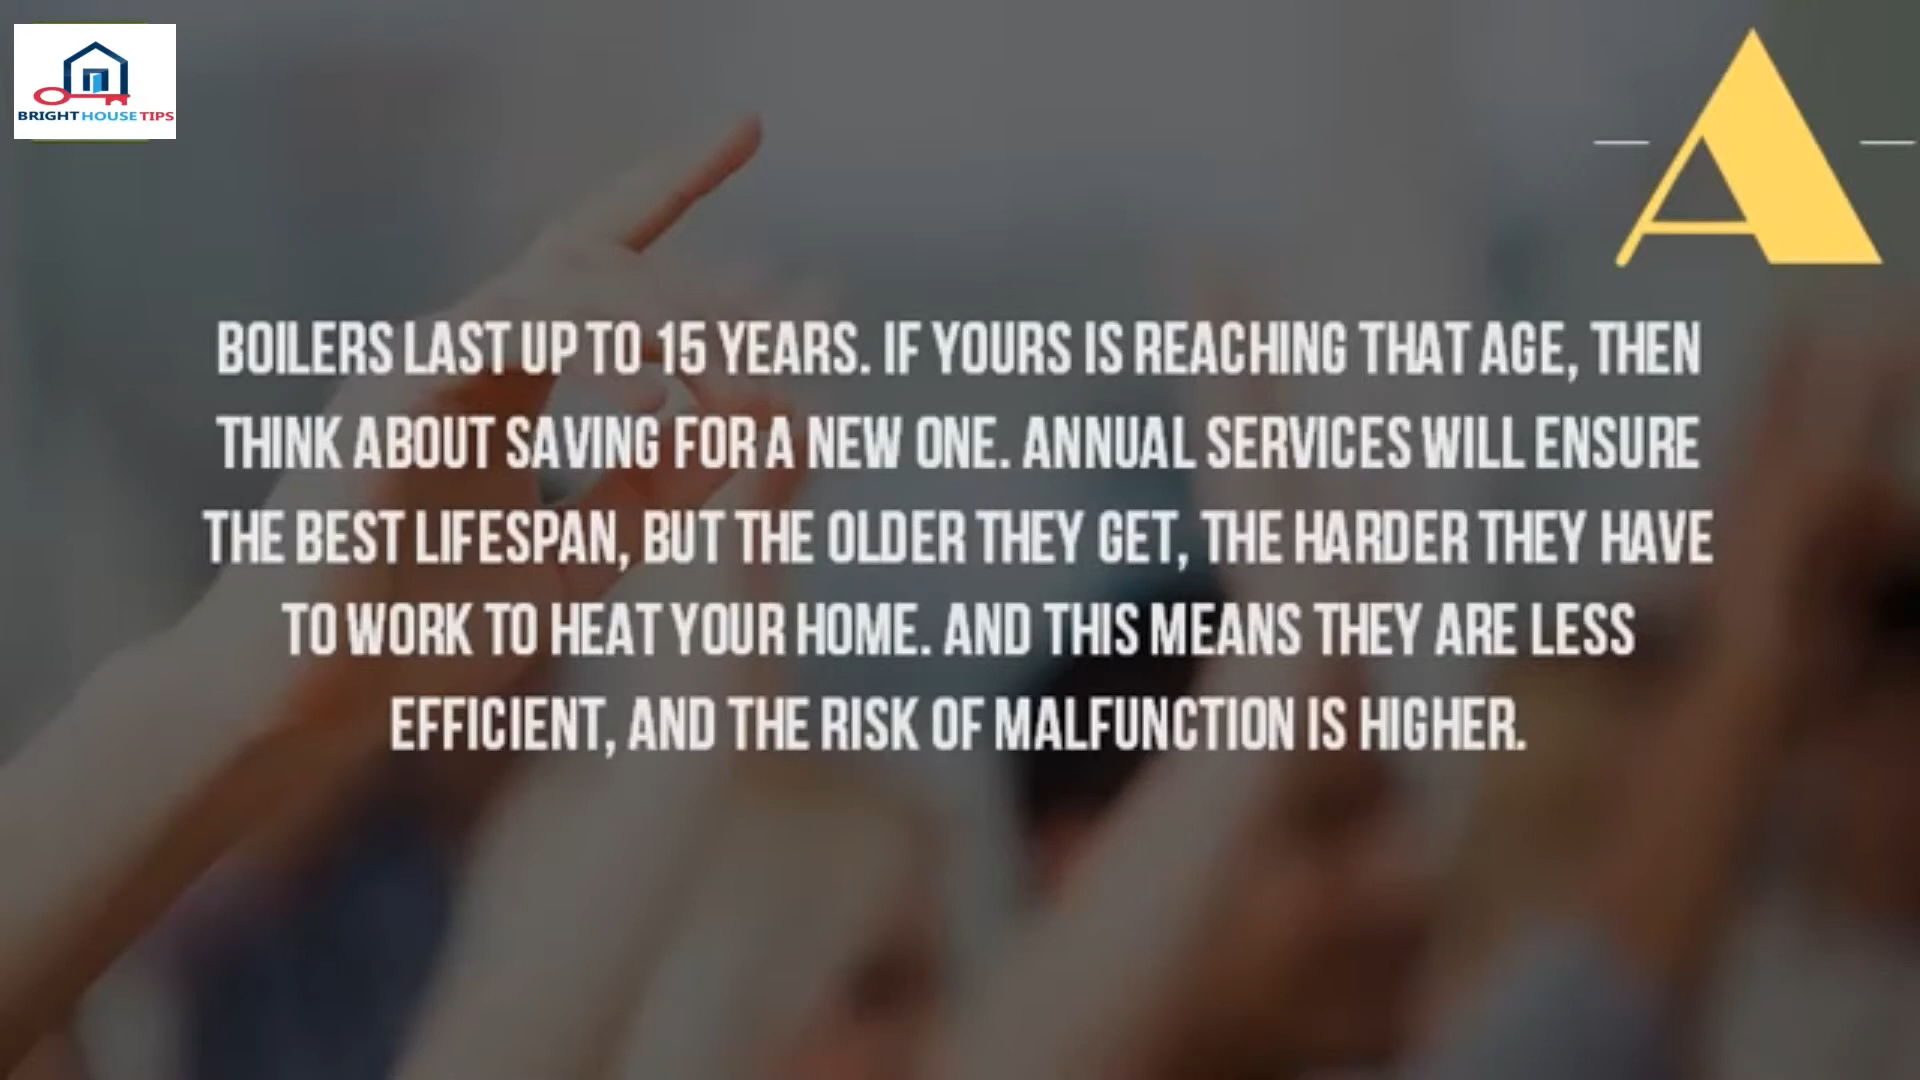 BRIGHT HOUSE TIPS
A
BOILERS LAST UP TO 15 YEARS. IF YOURS IS REACHING THAT AGE, THEN
THINK ABOUT SAVING FOR A NEW ONE. ANNUAL SERVICES WILL ENSURE
THE BEST LIFESPAN, BUT THE OLDER THEY GET, THE HARDER THEY HAVE
TO WORK TO HEAT YOUR HOME. AND THIS MEANS THEY ARE LESS
EFFICIENT, AND THE RISK OF MALFUNCTION IS HIGHER.